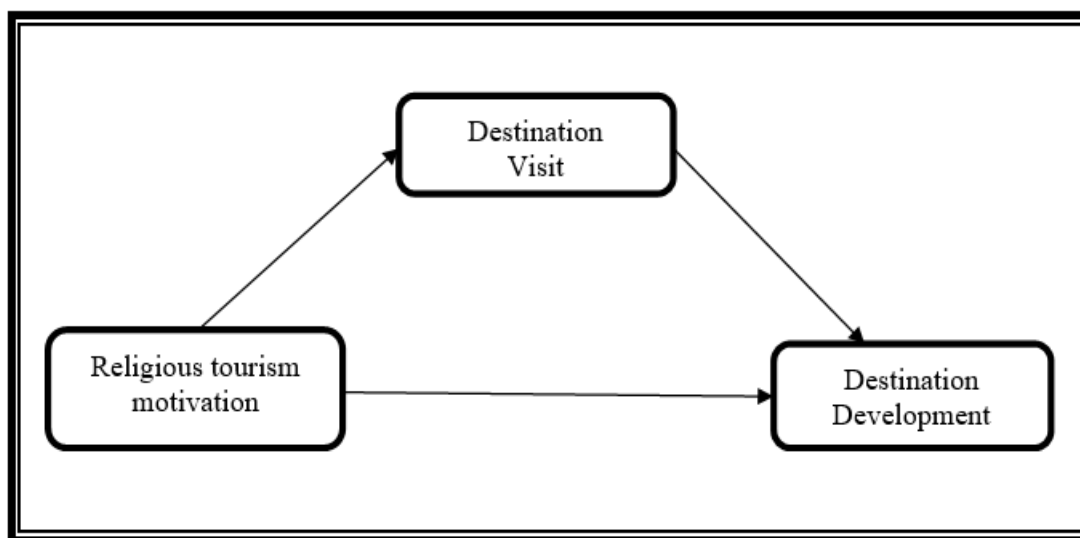 Destination
Visit
Religious tourism
motivation
Destination
Development